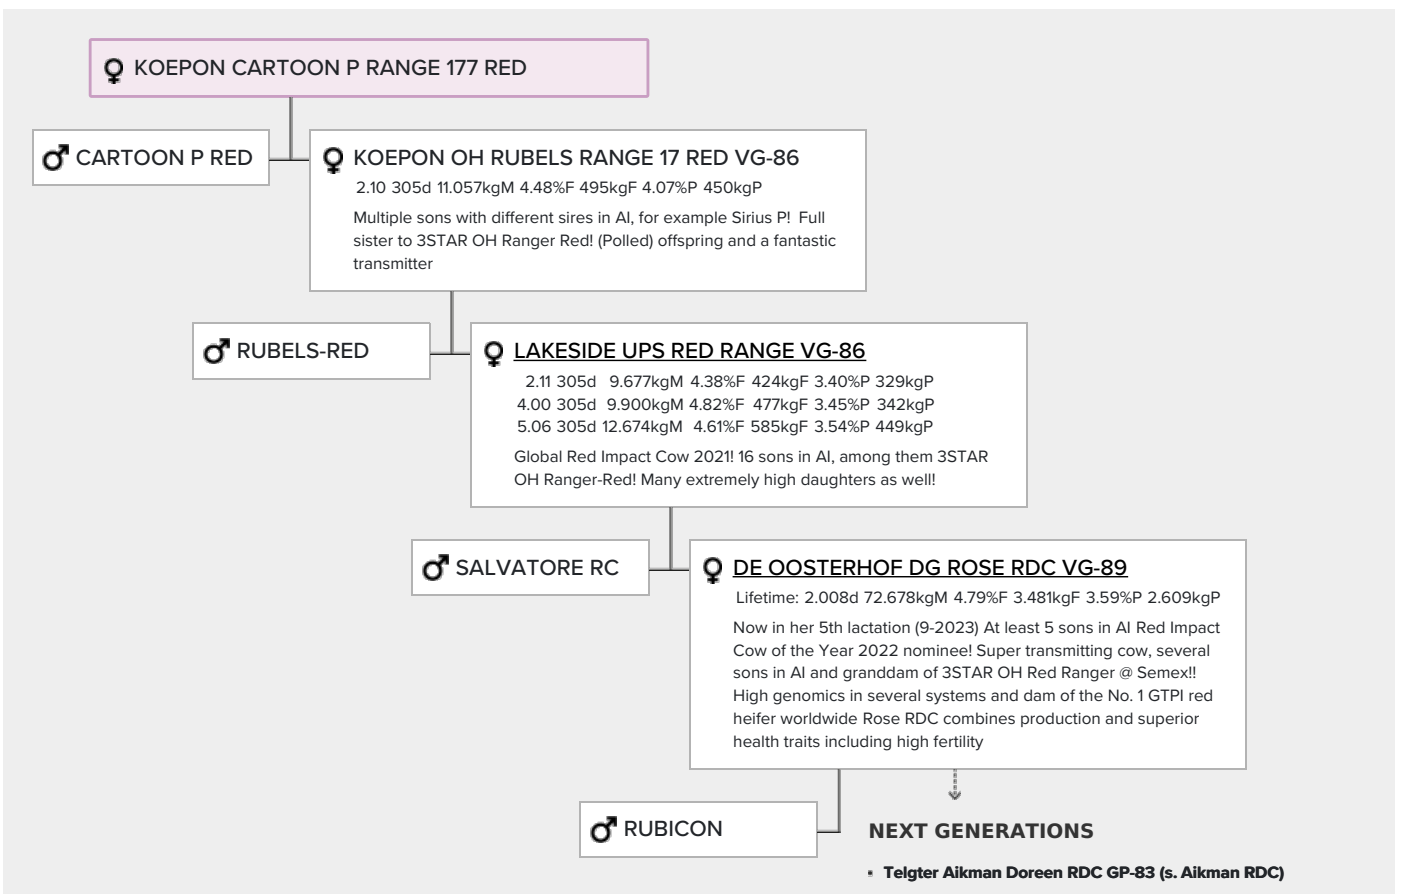 KOEPON CARTOON P RANGE 177 RED
CARTOON P RED
KOEPON OH RUBELS RANGE 17 RED VG-86
2.10 305d 11.057kgM 4.48%F 495kgF 4.07%P 450kgP
Multiple sons with different sires in AI, for example Sirius P! Full
sister to 3STAR OH Ranger Red! (Polled) offspring and a fantastic
transmitter
RUBELS-RED
LAKESIDE UPS RED RANGE VG-86
2.11 305d 9.677kgM 4.38%F 424kgF 3.40%P 329kgP
4.00 305d 9.900kgM 4.82%F 477kgF 3.45%P 342kgP
5.06 305d 12.674kgM 4.61%F 585kgF 3.54%P 449kgP
Global Red Impact Cow 2021! 16 sons in AI, among them 3STAR
OH Ranger-Red! Many extremely high daughters as well!
SALVATORE RC
DE OOSTERHOF DG ROSE RDC VG-89
Lifetime: 2.008d 72.678kgM 4.79%F 3.481kgF 3.59%P 2.609kgP
Now in her 5th lactation (9-2023) At least 5 sons in AI Red Impact
Cow of the Year 2022 nominee! Super transmitting cow, several
sons in AI and granddam of 3STAR OH Red Ranger @ Semex!!
High genomics in several systems and dam of the No. 1 GTPI red
heifer worldwide Rose RDC combines production and superior
health traits including high fertility
RUBICON
NEXT GENERATIONS
Telgter Aikman Doreen RDC GP-83 (s. Aikman RDC)